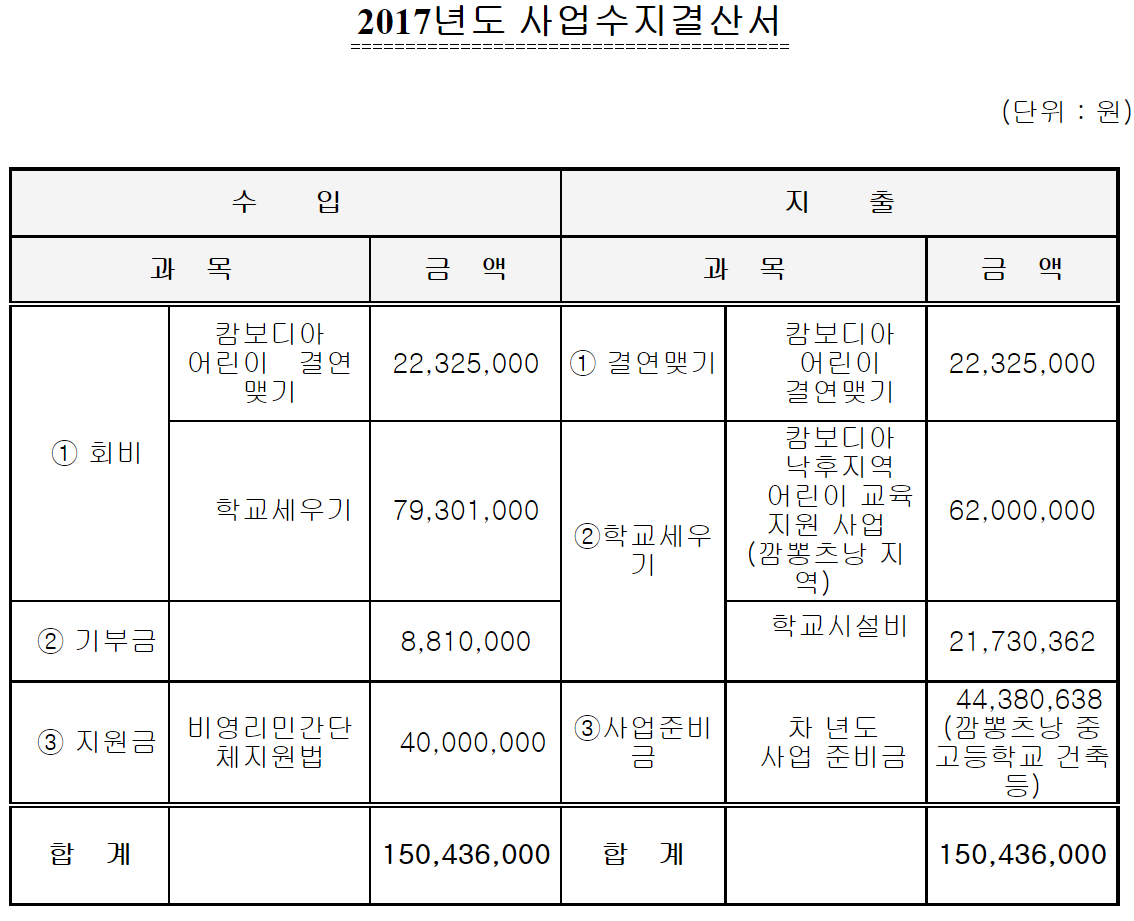 2017년도 사업수지결산서
(단위 : 원)
수 입 지 출
과 목 금 액 과 목 금 액
① 회비
캄보디아
어린이 결연
맺기
22,325,000
① 결연맺기
캄보디아
어린이
결연맺기
22,325,000
학교세우기
79,301,000
②학교세우
기
캄보디아
낙후지역
어린이 교육
지원 사업
(깜뽕츠낭 지
역)
62,000,000
② 기부금
8,810,000
학교시설비
21,730,362
③ 지원금
비영리민간단
체지원법
40,000,000
③사업준비
금
차 년도
사업 준비금
44,380,638
(깜뽕츠낭 중
고등학교 건축
등)
합 계 150,436,000 합 계 150,436,000